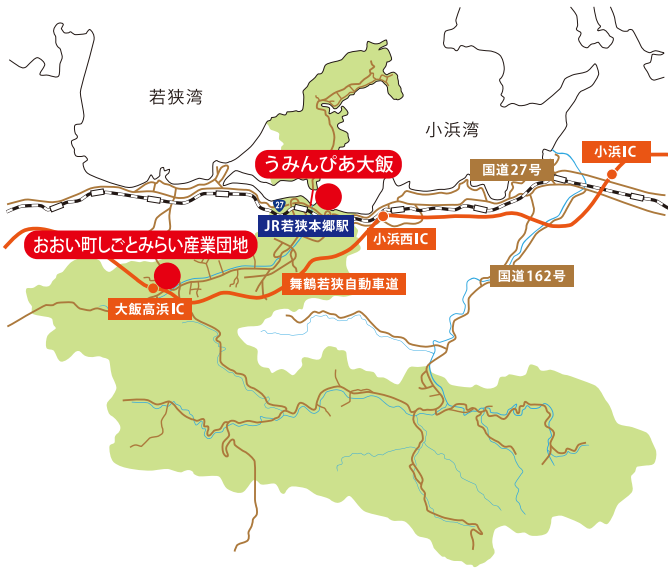 若狭湾
小浜湾
小浜IC
うみんぴあ大飯
国道27号
27
JR若狭本郷駅
小浜西IC
おおい町しごとみらい産業団地
国道162号
舞鶴若狭自動車道
大飯高浜IC